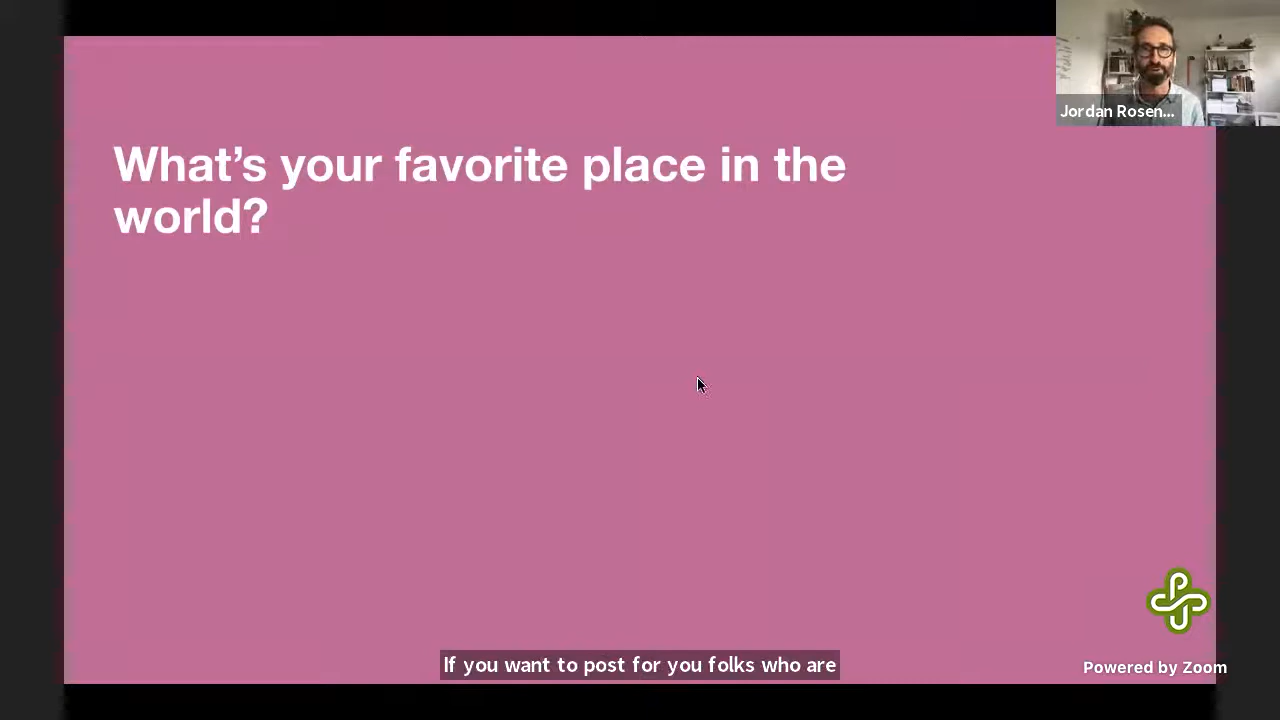 Jordan Rosen...
What's your favorite place in the
world?
If you want to post for you folks who are
Powered by Zoom